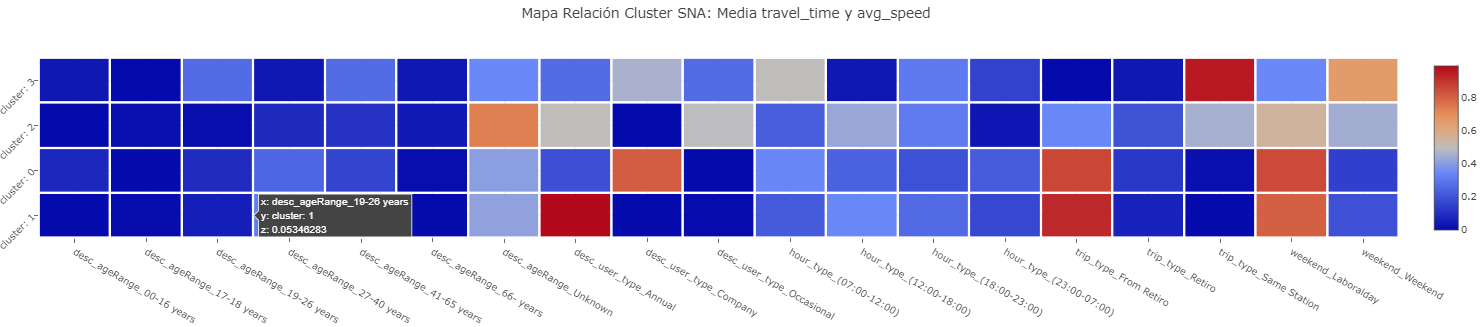 Mapa Relación Cluster SNA: Media travel_time y avg_speed
cluster: 3
cluster: 2
cluster: 0
cluster: 1
x: desc_ageRange_19-26 years
y: cluster: 1
z: 0.05346283
0.8
0.6
0.4
0.2
0
desc_ageRange_00-16 years
desc_ageRange_17-18 years
desc_ageRange_19-26 years
desc_ageRange_27-40 years
desc_ageRange_41-65 years
desc_ageRange_66- years
desc_ageRange_Unknown
desc_user_type_Annual
desc_user_type_Company
desc_user_type_Occasional
hour_type_(07:00-12:00)
hour_type_(12:00-18:00)
hour_type_(18:00-23:00)
hour_type_(23:00-07:00)
trip_type_From Retiro
trip_type_Retiro
trip_type_Same Station
weekend_Laboralday
weekend_Weekend